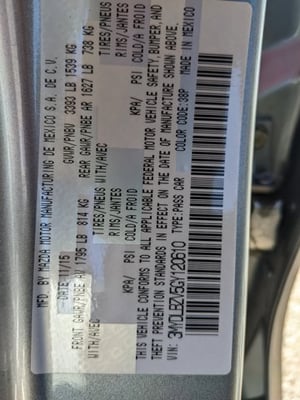 MFD. BY MAZDA MOTOR MANUFACTURING DE MEXICO S.A. DE C.V.
DATE: 11/15 GVWR/PNBV 3393 LB 1539 KG
FRONT GAWR/PNBE AV 1795 LB 814 KG REAR GAWR/PNBE AR 1627 LB 738 KG
WITH/AVEC TIRES/PNEUS RIMS/JANTES
KPA/ PSI COLD/A FROID
WITH/AVEC TIRES/PNEUS RIMS/JANTES
KPA/ PSI COLD/A FROID
THIS VEHICLE CONFORMS TO ALL APPLICABLE FEDERAL MOTOR VEHICLE SAFETY, BUMPER, AND
THEFT PREVENTION STANDARDS IN EFFECT ON THE DATE OF MANUFACTURE SHOWN ABOVE.
VIN: TYPE: PASS CAR COLOR CODE: 38P MADE IN MEXICO